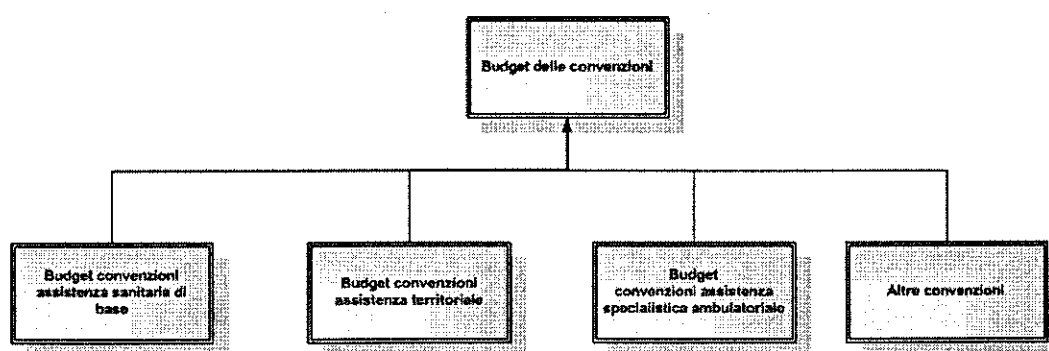 Budget delle convenzioni
Budget convenzioni
assistenza sanitaria di
base
Budget convenzioni
assistenza territoriale
Budget
convenzioni assistenza
specialistica ambulatoriale
Altre convenzioni